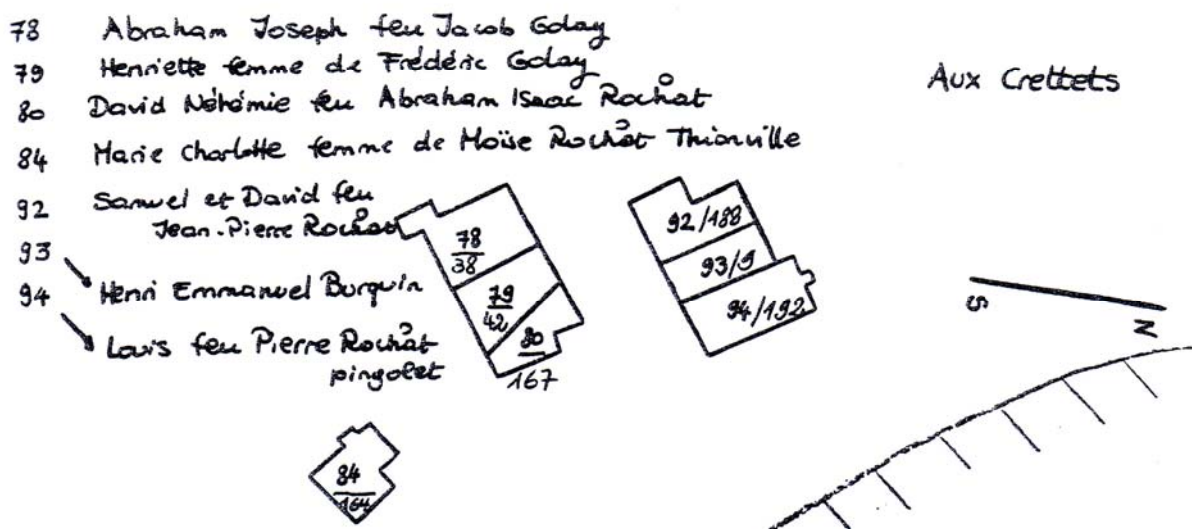 78 Abraham Joseph feu Jacob Golay
79 Henriette femme de Frédéric Golay
80 David Néhémie feu Abraham Isaac Rochat
84 Marie Charlotte femme de Moïse Rochat Thionville
92 Samuel et David feu
Jean-Pierre Rochat
93 Henri Emmanuel Burquin
94 Louis feu Pierre Rochat
pingolet
Aux Crettets
78
38
79
42
80
167
92/188
93/9
94/192
84
164
S
N